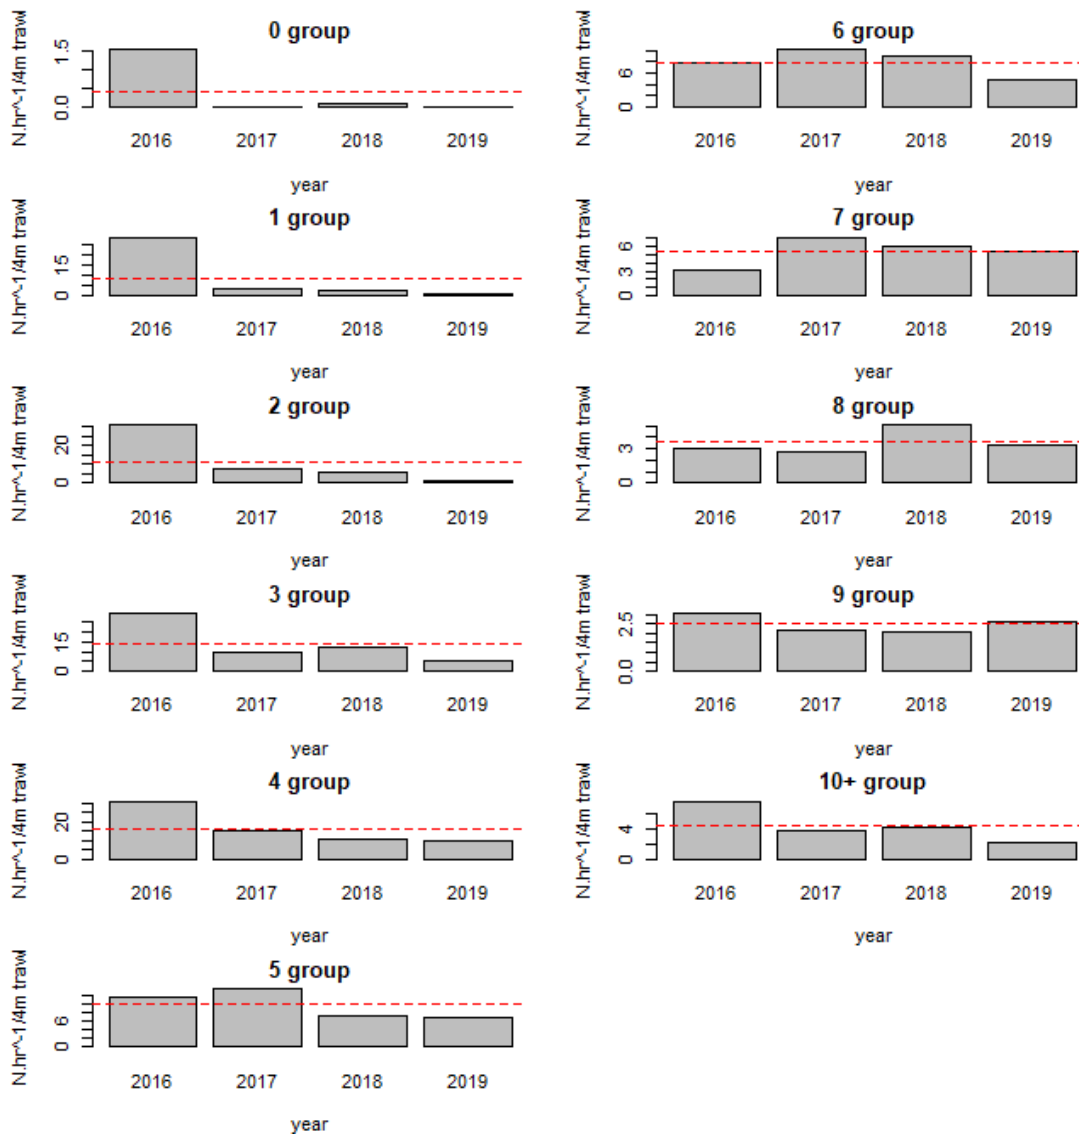 0 group
N.hr^-1/4m trawl
0.0 1.5
2016 2017 2018 2019
year
1 group
N.hr^-1/4m trawl
0 15
2016 2017 2018 2019
year
2 group
N.hr^-1/4m trawl
0 20
2016 2017 2018 2019
year
3 group
N.hr^-1/4m trawl
0 15
2016 2017 2018 2019
year
4 group
N.hr^-1/4m trawl
0 20
2016 2017 2018 2019
year
5 group
N.hr^-1/4m trawl
0 6
2016 2017 2018 2019
year
6 group
N.hr^-1/4m trawl
0 6
2016 2017 2018 2019
year
7 group
N.hr^-1/4m trawl
0 3 6
2016 2017 2018 2019
year
8 group
N.hr^-1/4m trawl
0 3
2016 2017 2018 2019
year
9 group
N.hr^-1/4m trawl
0.0 2.5
2016 2017 2018 2019
year
10+ group
N.hr^-1/4m trawl
0 4
2016 2017 2018 2019
year